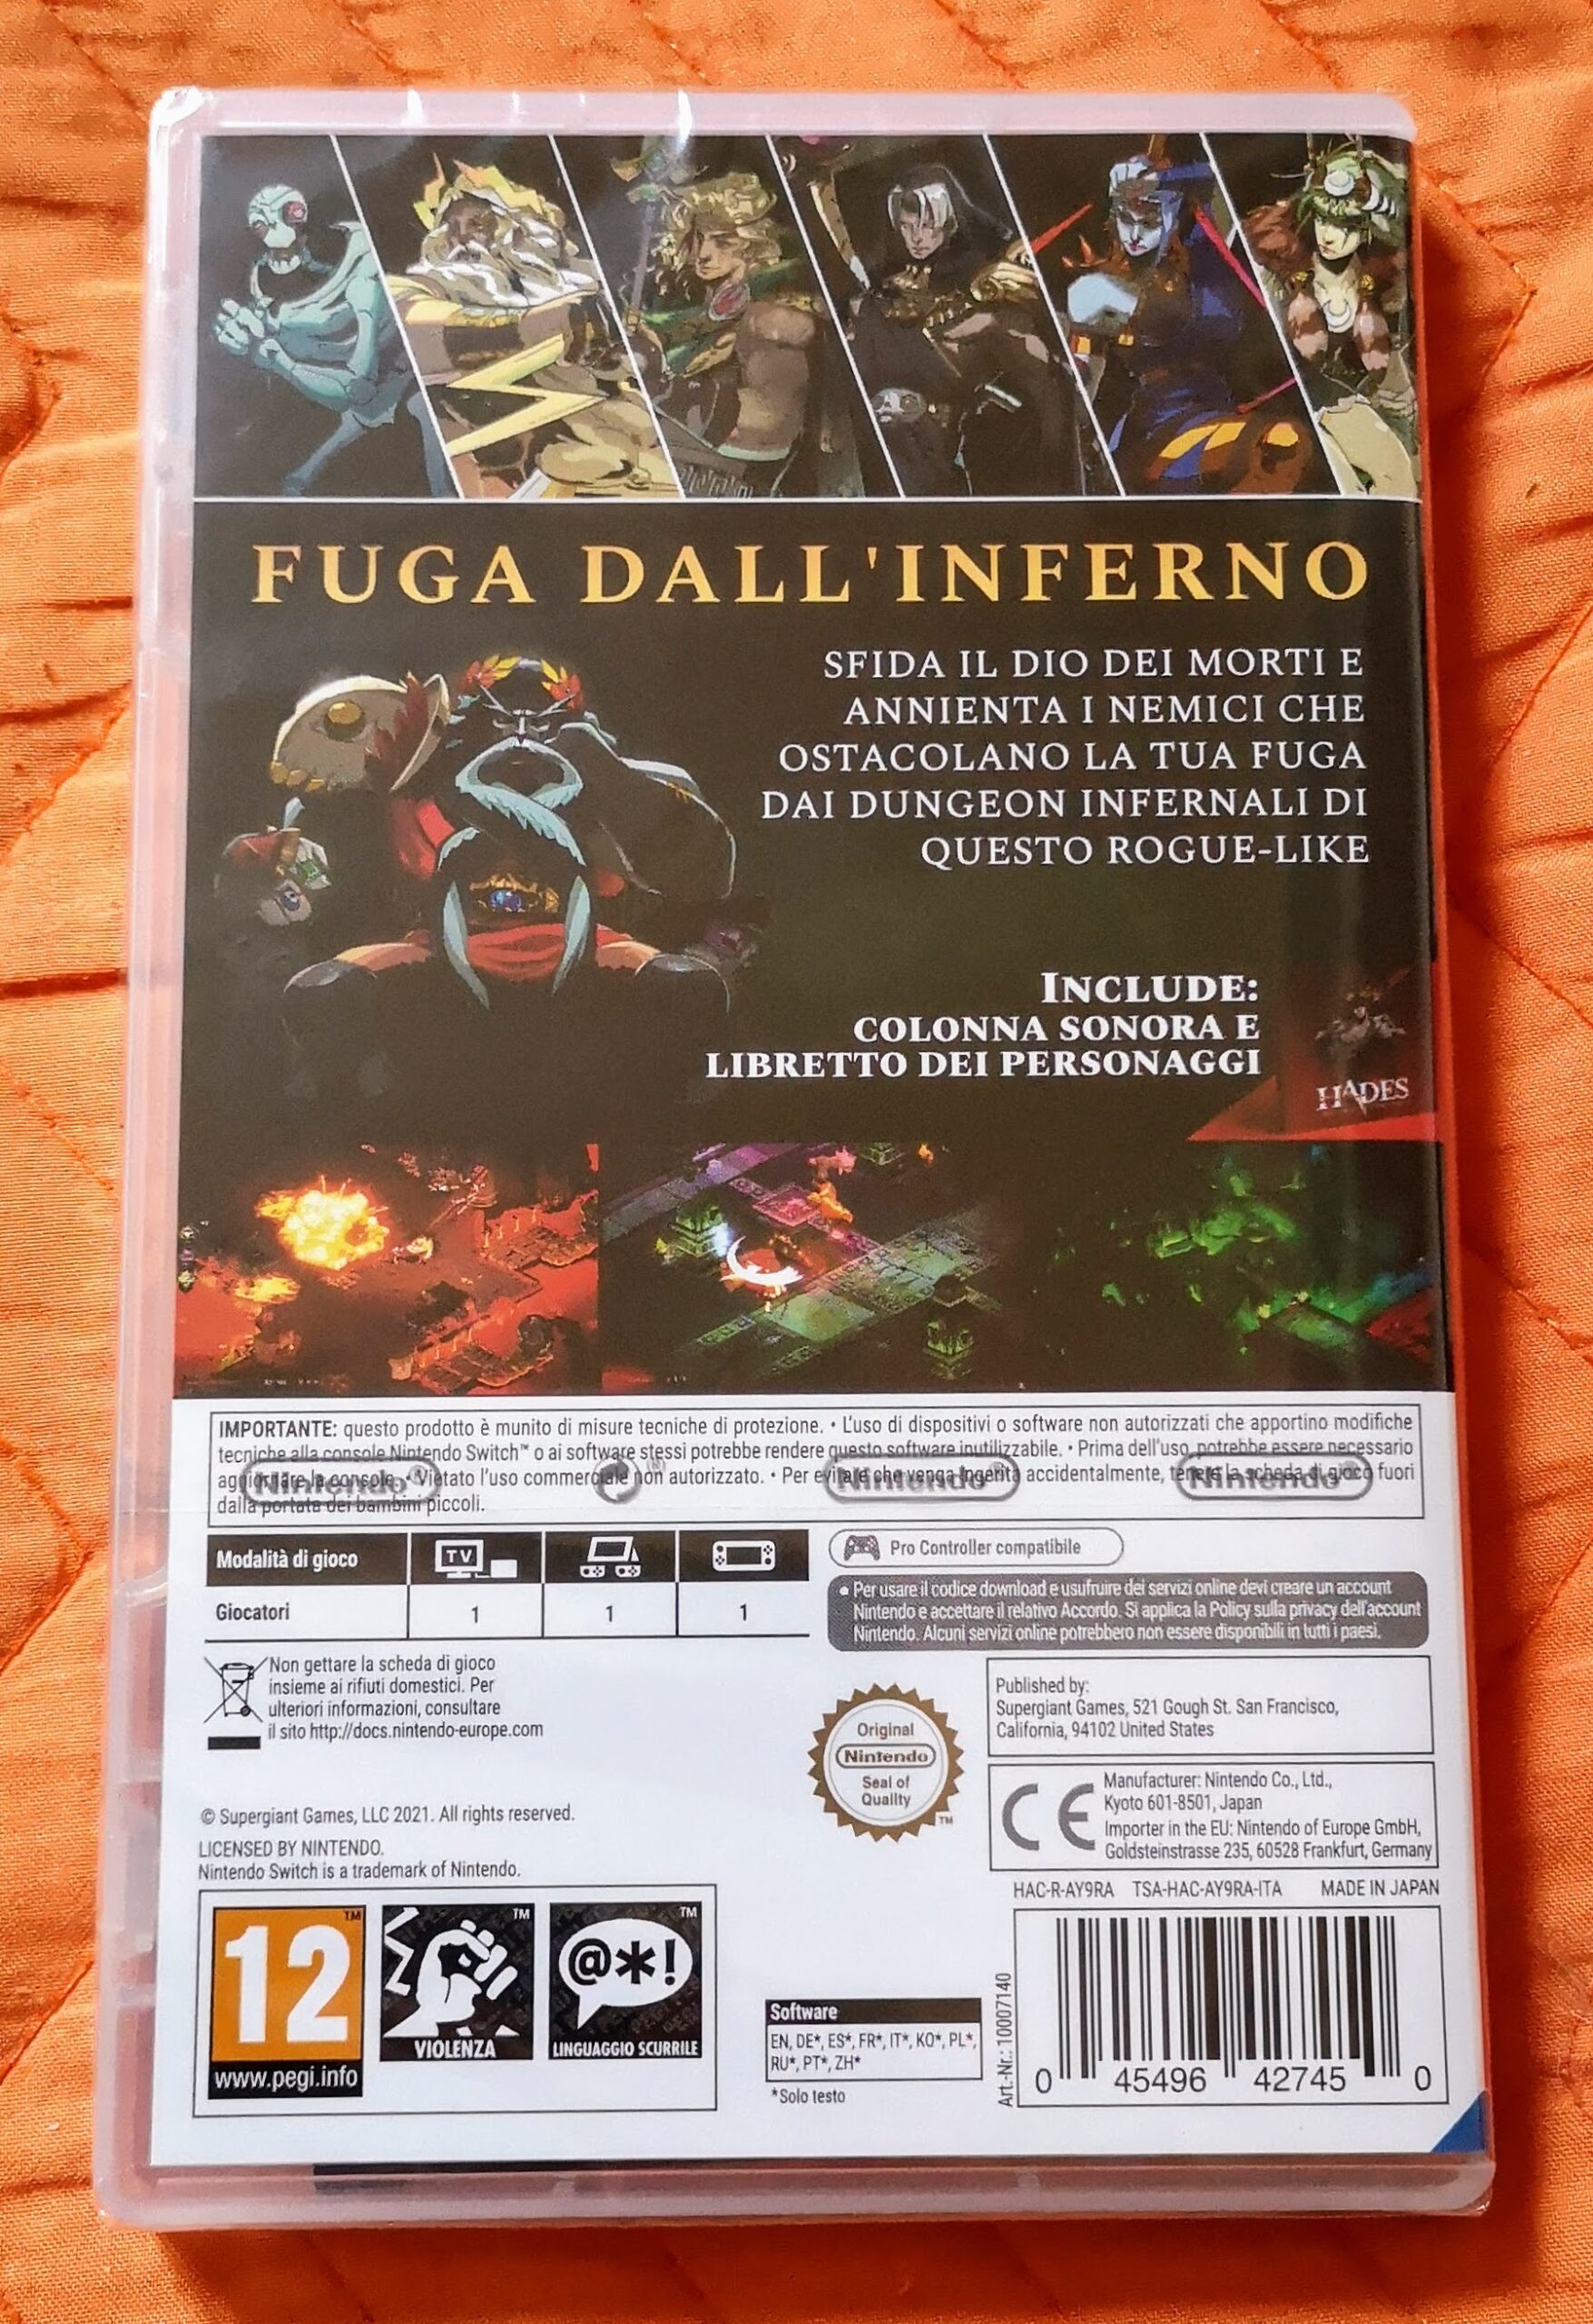 FUGA DALL'INFERNO
SFIDA IL DIO DEI MORTI E
ANNIENTA I NEMICI CHE
OSTACOLANO LA TUA FUGA
DAI DUNGEON INFERNALI DI
QUESTO ROGUE-LIKE
INCLUDE:
COLONNA SONORA E
LIBRETTO DEI PERSONAGGI
HADES
IMPORTANTE: questo prodotto è munito di misure tecniche di protezione. • L'uso di dispositivi o software non autorizzati che apportino modifiche
tecniche alla console Nintendo Switch™ o ai software stessi potrebbe rendere questo software inutilizzabile. • Prima dell'uso, potrebbe essere necessario
aggiornare la console. • Vietato l'uso commerciale non autorizzato. • Per evitare che venga ingerita accidentalmente, tenere la scheda di gioco fuori
dalla portata dei bambini piccoli.
Nintendo® Nintendo® Nintendo®
Modalità di gioco TV
Giocatori 1 1 1
Pro Controller compatibile
• Per usare il codice download e usufruire dei servizi online devi creare un account
Nintendo e accettare il relativo Accordo. Si applica la Policy sulla privacy dell'account
Nintendo. Alcuni servizi online potrebbero non essere disponibili in tutti i paesi.
Non gettare la scheda di gioco
insieme ai rifiuti domestici. Per
ulteriori informazioni, consultare
il sito http://docs.nintendo-europe.com
Original
Nintendo
Seal of
Quality
TM
Published by:
Supergiant Games, 521 Gough St. San Francisco,
California, 94102 United States
CE
Manufacturer: Nintendo Co., Ltd.,
Kyoto 601-8501, Japan
Importer in the EU: Nintendo of Europe GmbH,
Goldsteinstrasse 235, 60528 Frankfurt, Germany
© Supergiant Games, LLC 2021. All rights reserved.
LICENSED BY NINTENDO.
Nintendo Switch is a trademark of Nintendo.
HAC-R-AY9RA TSA-HAC-AY9RA-ITA MADE IN JAPAN
12 TM
www.pegi.info
TM
VIOLENZA
@*! TM
LINGUAGGIO SCURRILE
Software
EN, DE*, ES*, FR*, IT*, KO*, PL*,
RU*, PT*, ZH*
*Solo testo
Art.-Nr.: 10007140
0 45496 42745 0